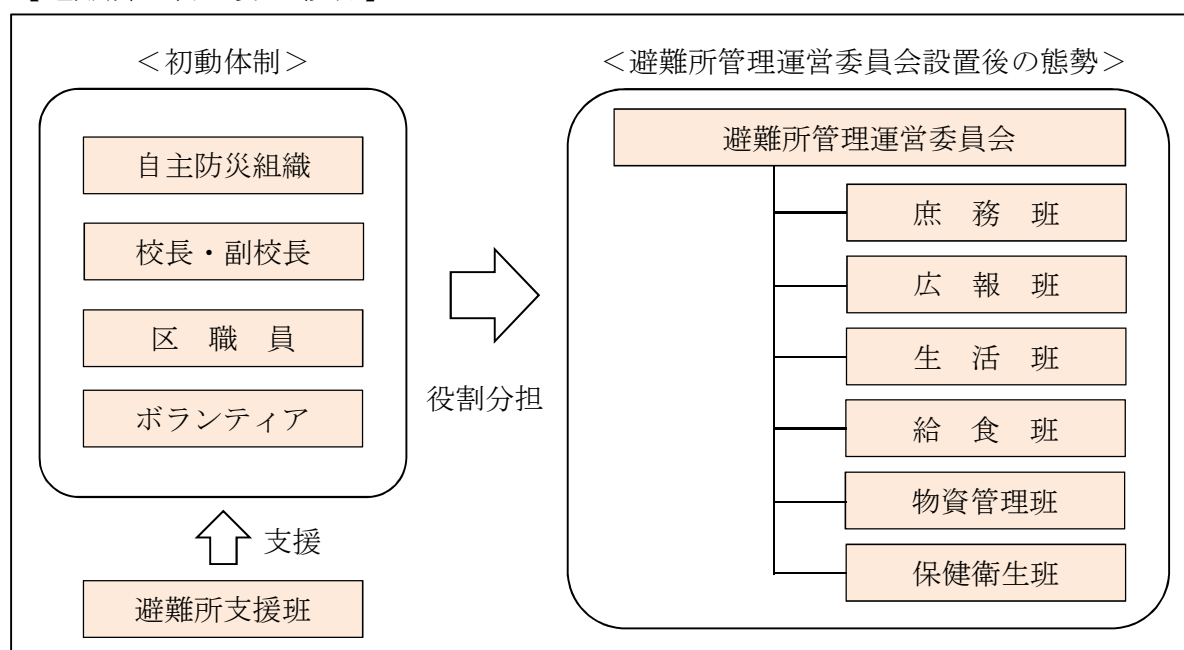 ＜初動体制＞
自主防災組織
校長・副校長
区　職　員
ボランティア
支援
避難所支援班
役割分担
＜避難所管理運営委員会設置後の態勢＞
避難所管理運営委員会
庶　務　班
広　報　班
生　活　班
給　食　班
物資管理班
保健衛生班